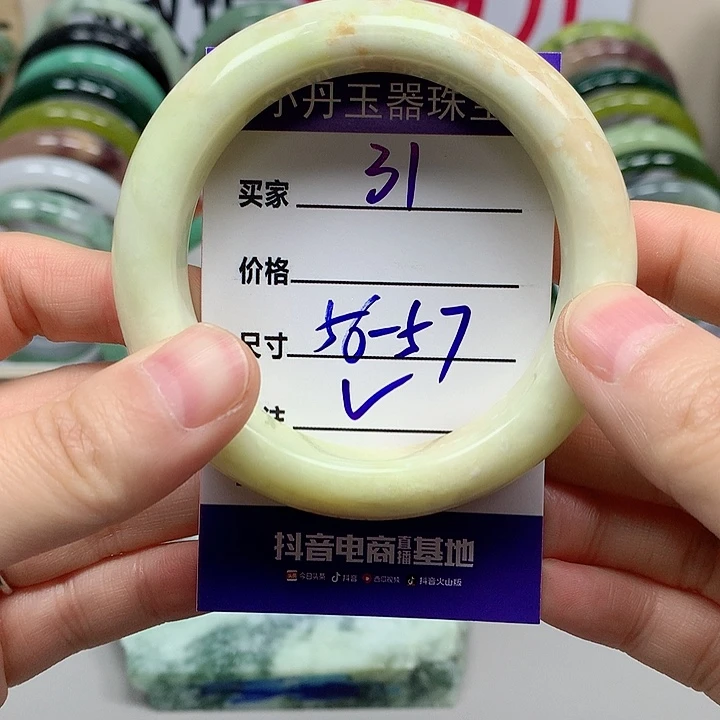 小丹玉器珠宝
买家 31
价格
尺寸 56-57
✓
抖音电商直播基地
头条 今日头条 抖音 西瓜视频 抖音火山版